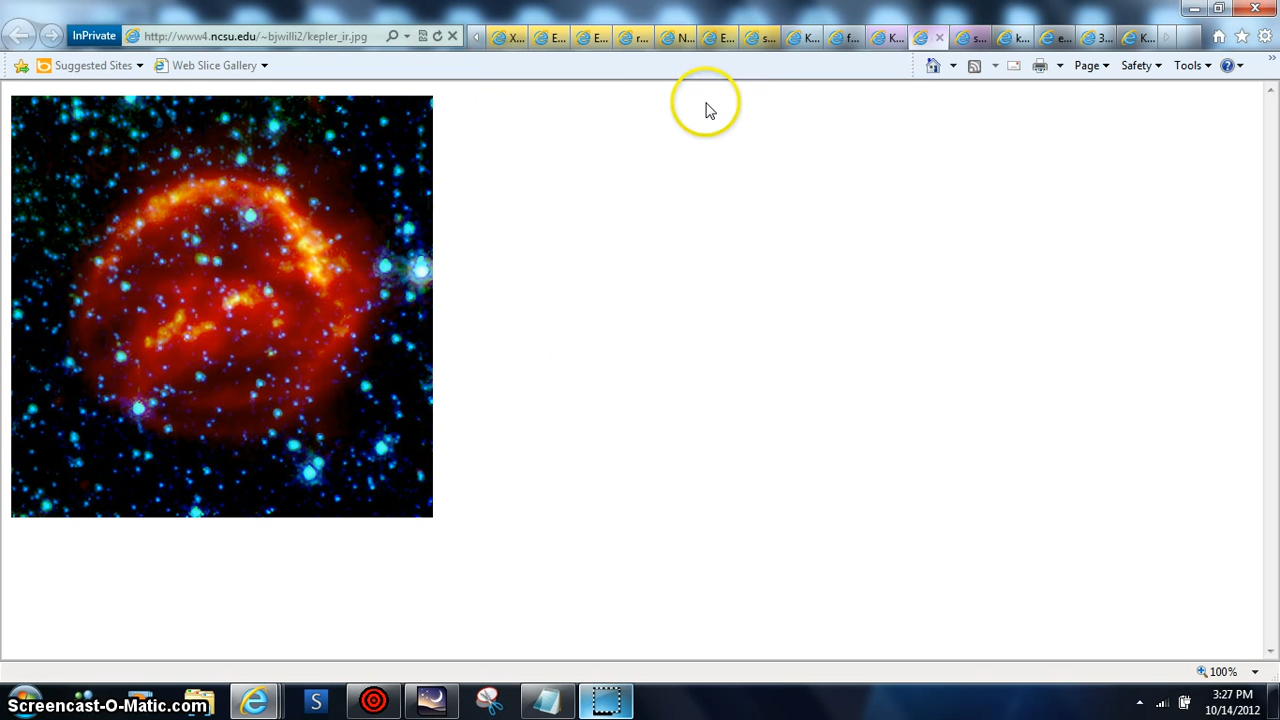 InPrivate http://www4.ncsu.edu/~bjwilli2/kepler_ir.jpg X... E... E... r... N... E... s... K... f... K... s... k... e... 3... K...
Suggested Sites Web Slice Gallery Page Safety Tools
100%
3:27 PM
10/14/2012
Screencast-O-Matic.com